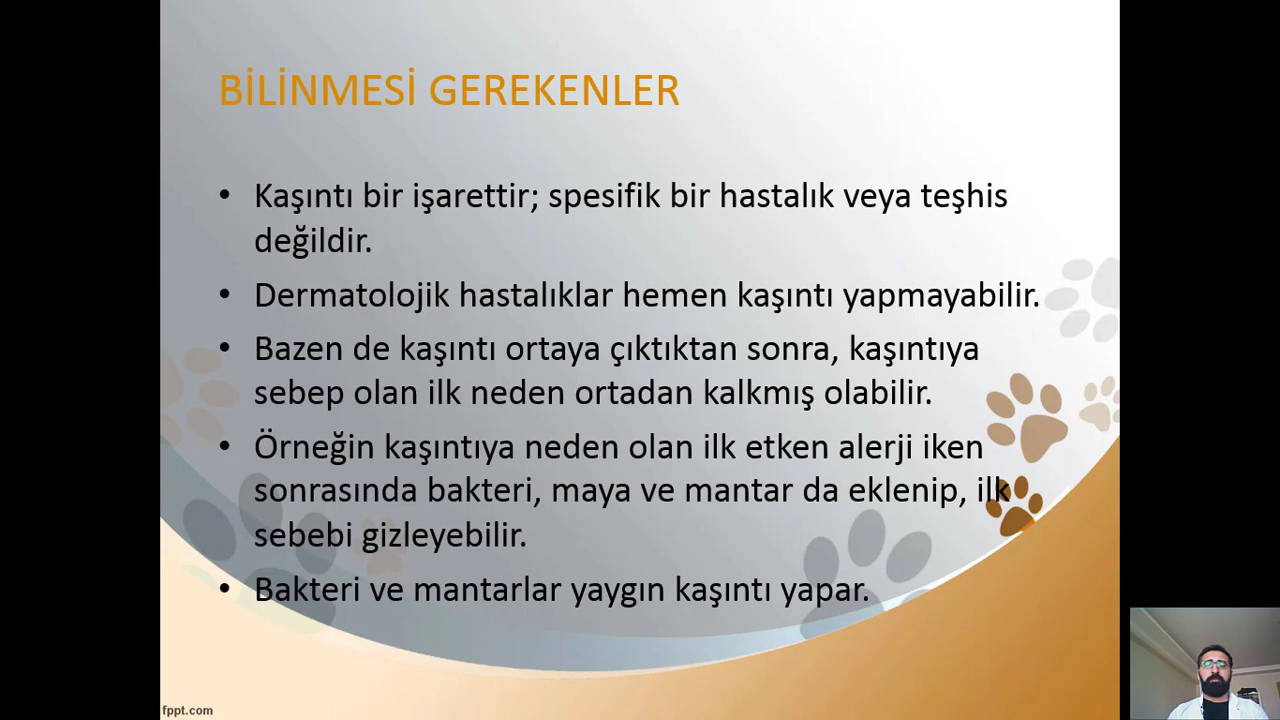 BİLİNMESİ GEREKENLER
• Kaşıntı bir işarettir; spesifik bir hastalık veya teşhis
değildir.
• Dermatolojik hastalıklar hemen kaşıntı yapmayabilir.
• Bazen de kaşıntı ortaya çıktıktan sonra, kaşıntıya
sebep olan ilk neden ortadan kalkmış olabilir.
• Örneğin kaşıntıya neden olan ilk etken alerji iken
sonrasında bakteri, maya ve mantar da eklenip, ilk
sebebi gizleyebilir.
• Bakteri ve mantarlar yaygın kaşıntı yapar.
fppt.com